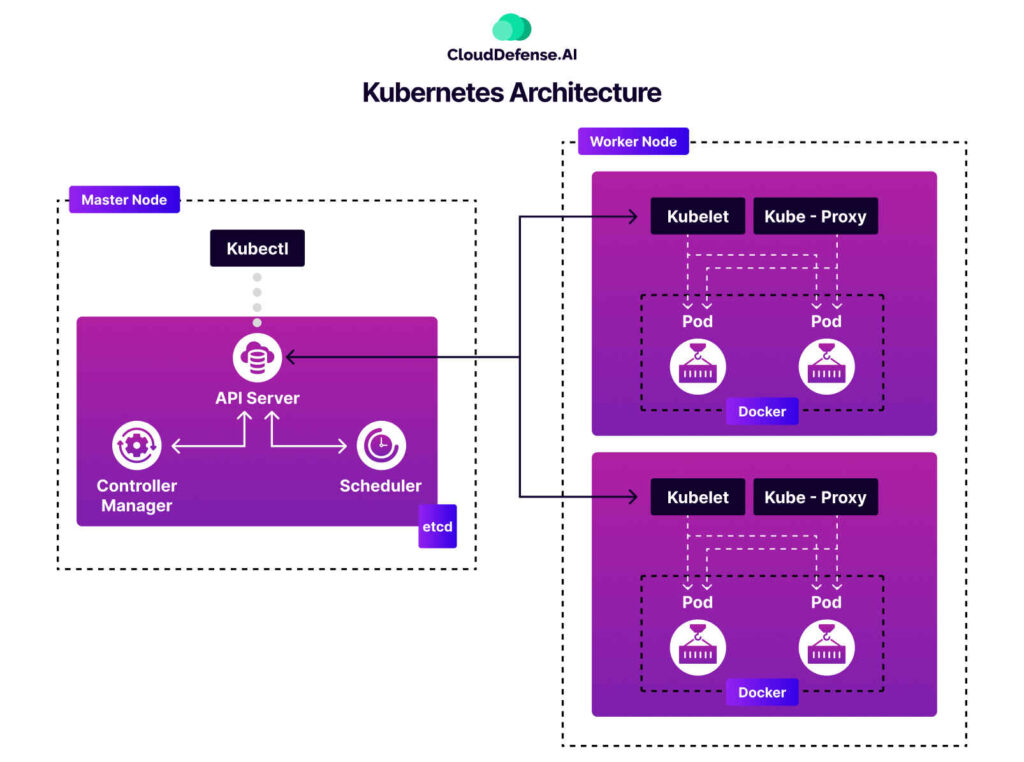 CloudDefense.AI
Kubernetes Architecture
Master Node
Kubectl
API Server
Controller
Manager
Scheduler
etcd
Worker Node
Kubelet
Kube - Proxy
Pod
Pod
Docker
Kubelet
Kube - Proxy
Pod
Pod
Docker